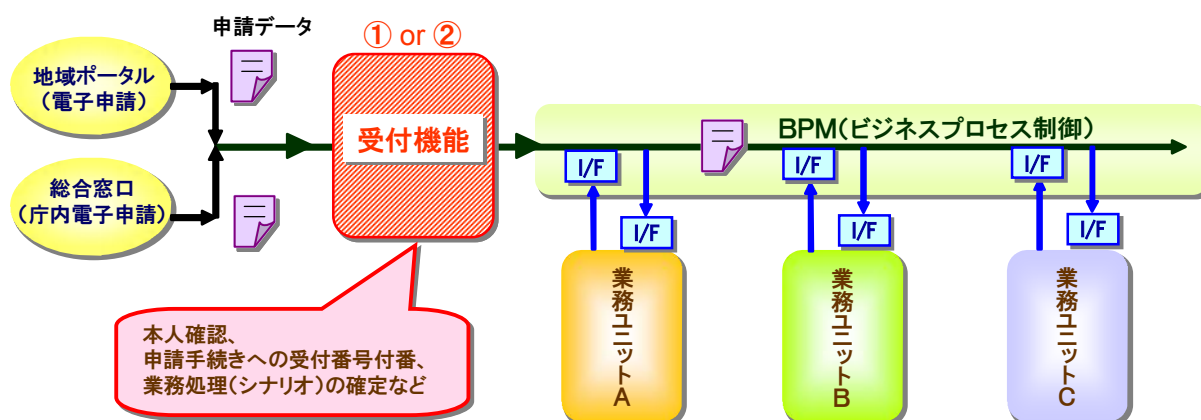 申請データ
① or ②
地域ポータル
(電子申請)
受付機能
総合窓口
(庁内電子申請)
BPM(ビジネスプロセス制御)
I/F
I/F
I/F
I/F
I/F
I/F
業務ユニットA
業務ユニットB
業務ユニットC
本人確認、
申請手続きへの受付番号付番、
業務処理(シナリオ)の確定など